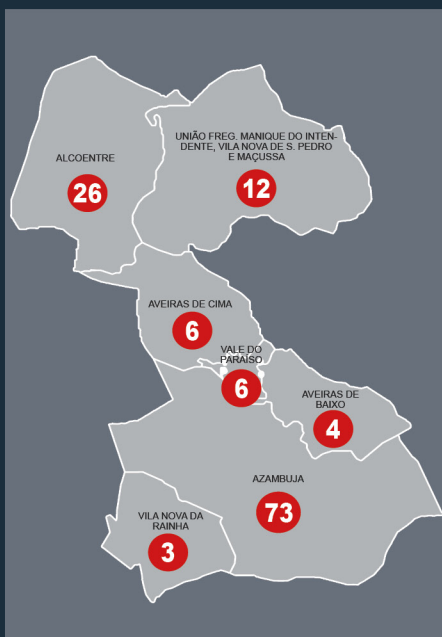 UNIÃO FREG. MANIQUE DO INTEN-
DENTE, VILA NOVA DE S. PEDRO
E MAÇUSSA
12
ALCOENTRE
26
AVEIRAS DE CIMA
6
VALE DO
PARAÍSO
6
AVEIRAS DE
BAIXO
4
AZAMBUJA
73
VILA NOVA DA
RAINHA
3